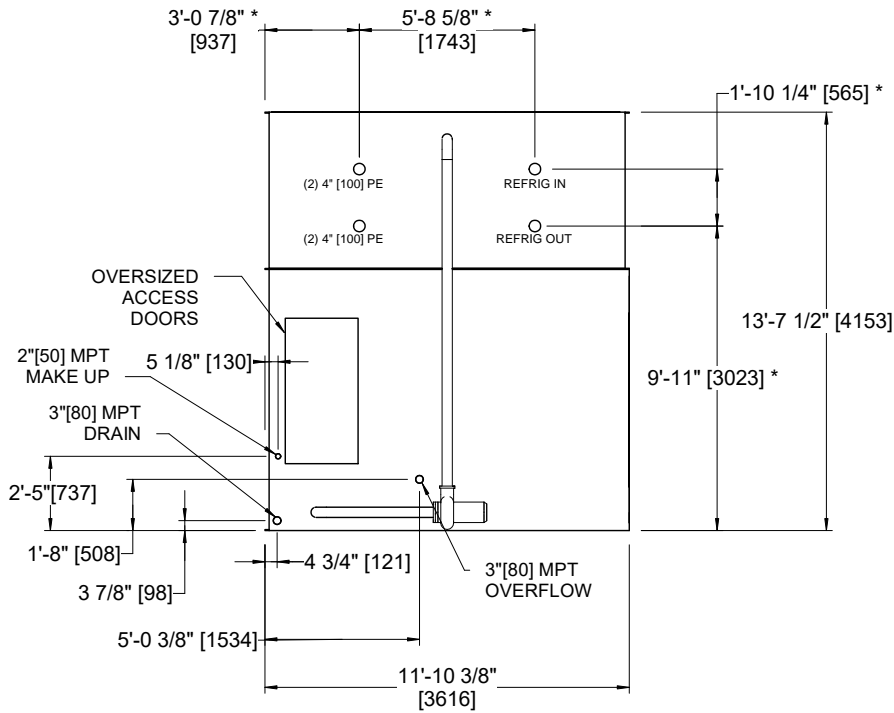 3'-0 7/8" *
[937]
5'-8 5/8" *
[1743]
1'-10 1/4" [565] *
(2) 4" [100] PE
REFRIG IN
(2) 4" [100] PE
REFRIG OUT
OVERSIZED
ACCESS
DOORS
13'-7 1/2" [4153]
2"[50] MPT
MAKE UP
5 1/8" [130]
9'-11" [3023] *
3"[80] MPT
DRAIN
2'-5"[737]
1'-8" [508]
4 3/4" [121]
3"[80] MPT
OVERFLOW
3 7/8" [98]
5'-0 3/8" [1534]
11'-10 3/8"
[3616]